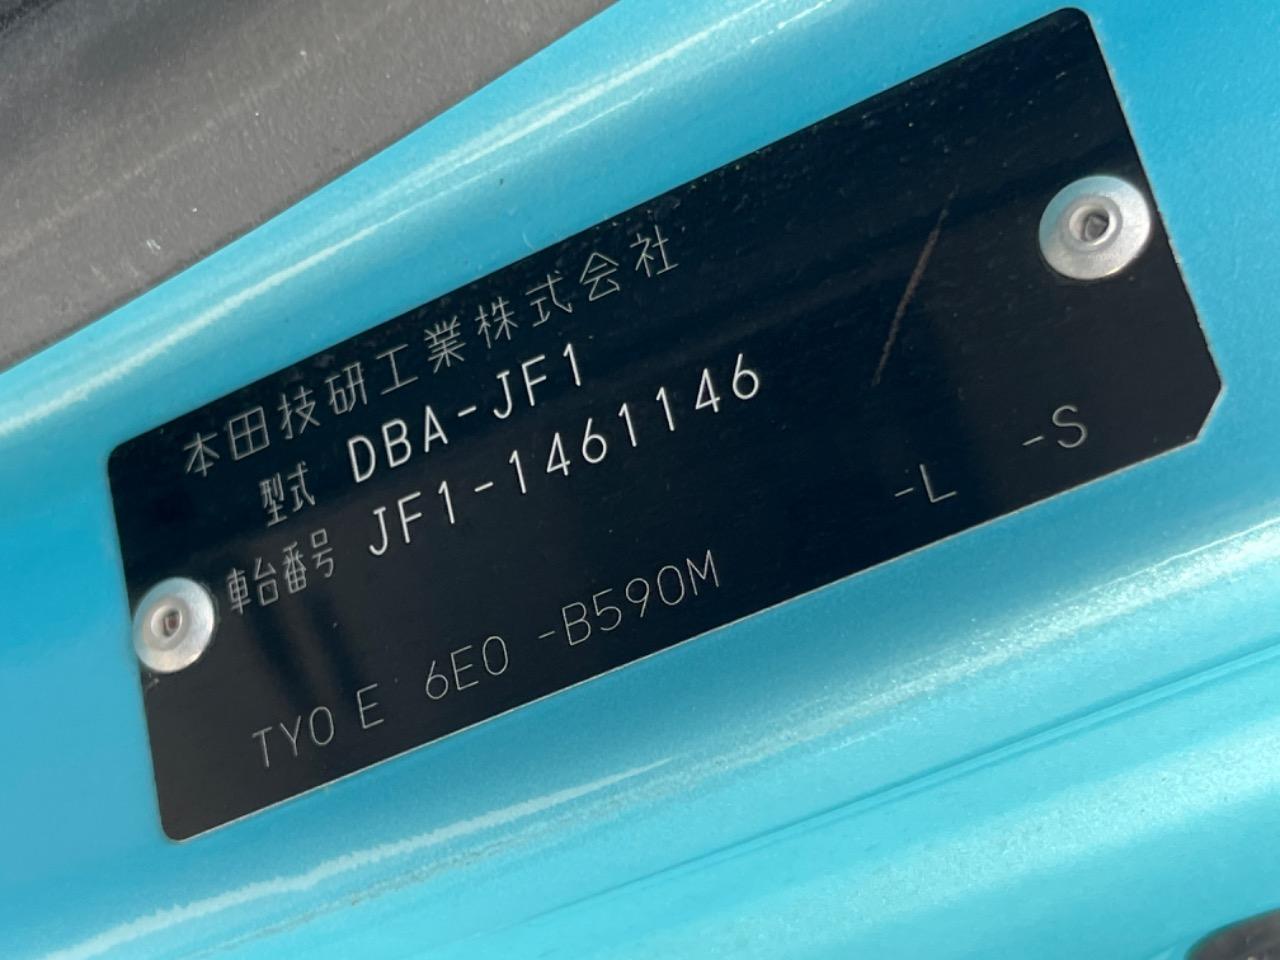 本田技研工業株式会社
型式 DBA-JF1
車台番号 JF1-1461146
-L -S
TY0 E 6E0 -B590M